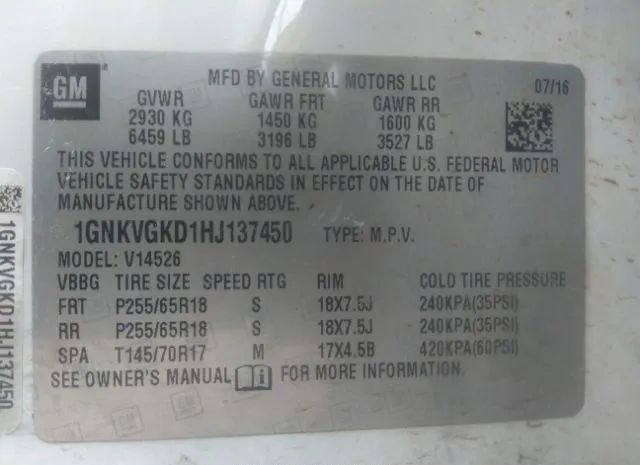 GM
MFD BY GENERAL MOTORS LLC 07/16
GVWR GAWR FRT GAWR RR
2930 KG 1450 KG 1600 KG
6459 LB 3196 LB 3527 LB
THIS VEHICLE CONFORMS TO ALL APPLICABLE U.S. FEDERAL MOTOR
VEHICLE SAFETY STANDARDS IN EFFECT ON THE DATE OF
MANUFACTURE SHOWN ABOVE.
1GNKVGKD1HJ137450 TYPE: M.P.V.
MODEL: V14526
VBBG TIRE SIZE SPEED RTG RIM COLD TIRE PRESSURE
FRT P255/65R18 S 18X7.5J 240KPA(35PSI)
RR P255/65R18 S 18X7.5J 240KPA(35PSI)
SPA T145/70R17 M 17X4.5B 420KPA(60PSI)
SEE OWNER'S MANUAL FOR MORE INFORMATION.
1GNKVGKD1HJ137450